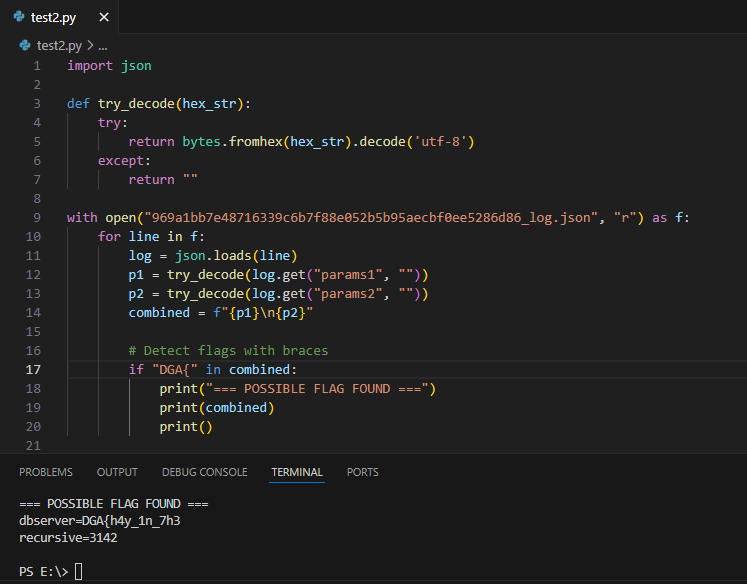 test2.py ×
test2.py > ...
1 import json
2
3 def try_decode(hex_str):
4     try:
5         return bytes.fromhex(hex_str).decode('utf-8')
6     except:
7         return ""
8
9 with open("969a1bb7e48716339c6b7f88e052b5b95aecbf0ee5286d86_log.json", "r") as f:
10     for line in f:
11         log = json.loads(line)
12         p1 = try_decode(log.get("params1", ""))
13         p2 = try_decode(log.get("params2", ""))
14         combined = f"{p1}\n{p2}"
15
16         # Detect flags with braces
17         if "DGA{" in combined:
18             print("=== POSSIBLE FLAG FOUND ===")
19             print(combined)
20             print()
21
PROBLEMS OUTPUT DEBUG CONSOLE TERMINAL PORTS
=== POSSIBLE FLAG FOUND ===
dbserver=DGA{h4y_1n_7h3
recursive=3142
PS E:\>